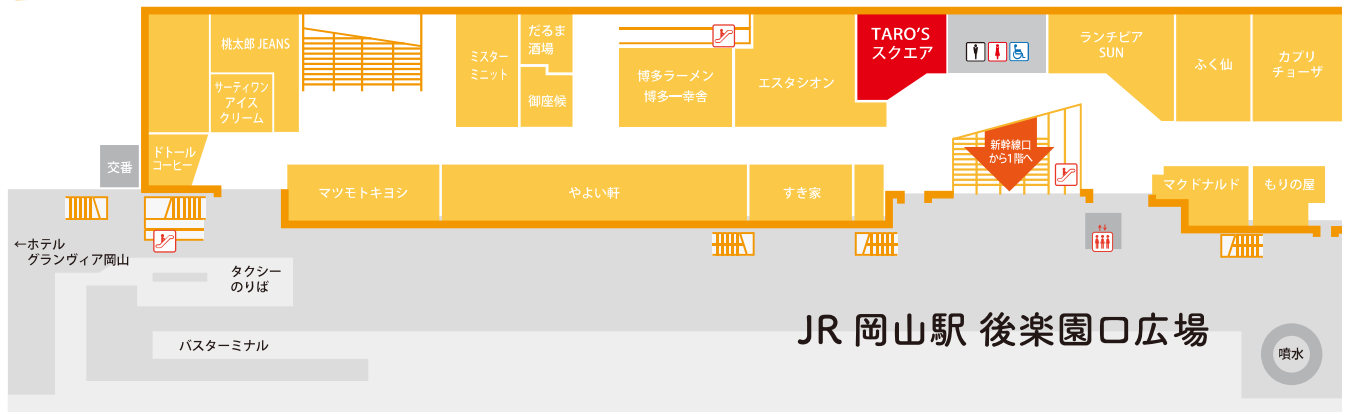 桃太郎 JEANS
サーティワン
アイス
クリーム
ドトール
コーヒー
交番
ミスター
ミニット
だるま
酒場
御座候
博多ラーメン
博多一幸舎
エスタシオン
TARO'S
スクエア
ランチピア
SUN
ふく仙
カプリ
チョーザ
新幹線口
から1階へ
マツモトキヨシ
やよい軒
すき家
マクドナルド
もりの屋
←ホテル
グランヴィア岡山
タクシー
のりば
バスターミナル
JR 岡山駅 後楽園口広場
噴水